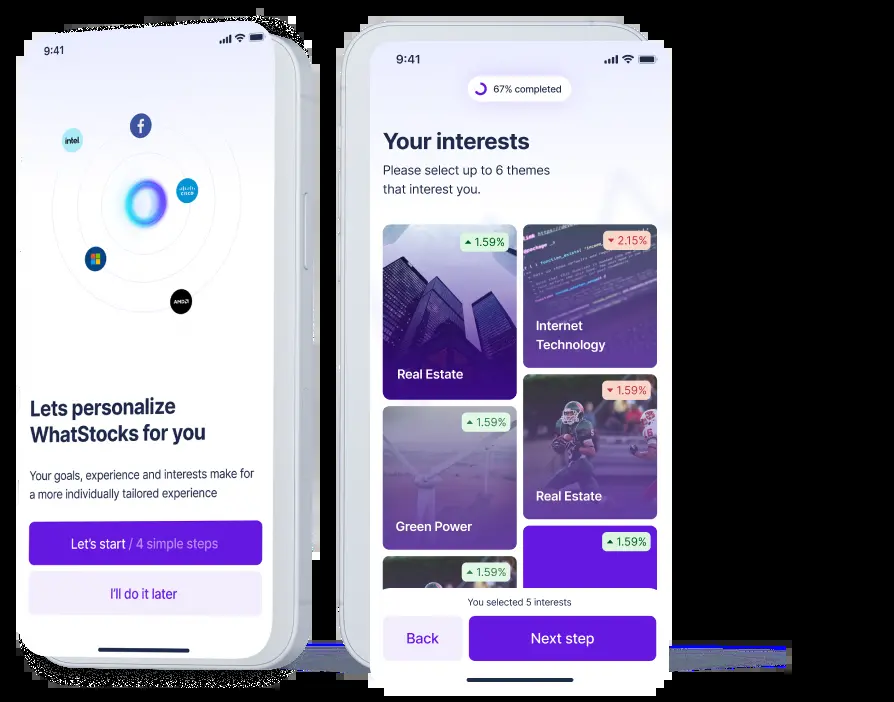 9:41
intel
CISCO
AMD
Lets personalize
WhatStocks for you
Your goals, experience and interests make for
a more individually tailored experience
Let's start / 4 simple steps
I'll do it later
9:41
67% completed
Your interests
Please select up to 6 themes
that interest you.
1.59%
Real Estate
2.15%
Internet
Technology
1.59%
Green Power
1.59%
Real Estate
1.59%
1.59%
You selected 5 interests
Back
Next step